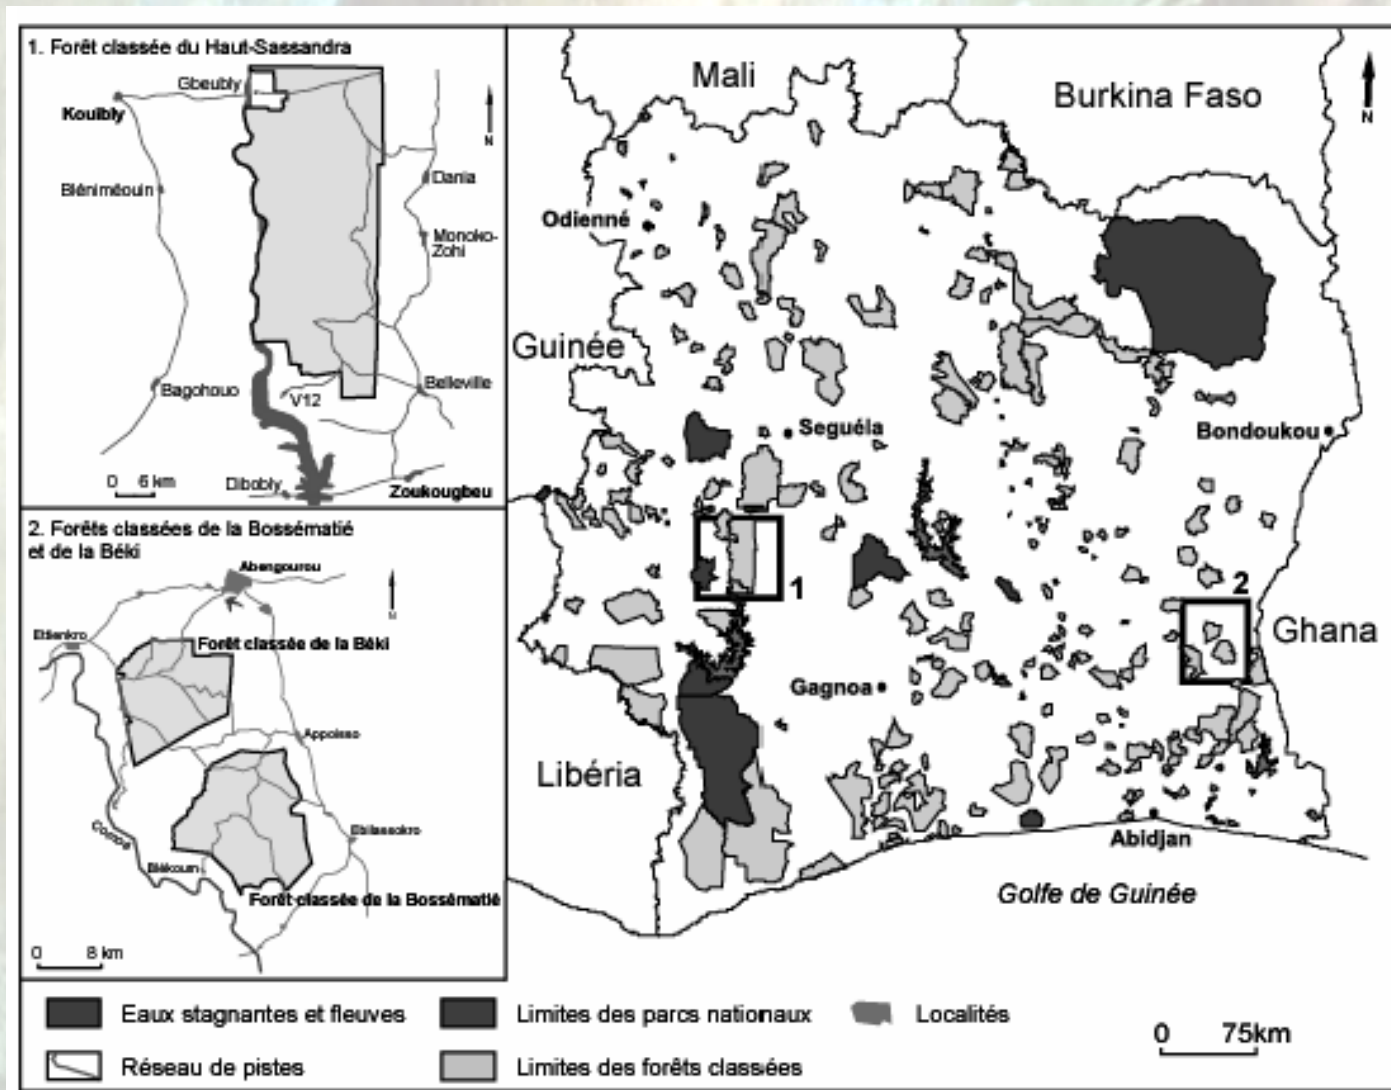 1. Forêt classée du Haut-Sassandra
Gbeubly
Kouibly
N
Dania
Bléniméouin
Monoko-
Zohi
Bagohouo
V12
Belleville
0 6 km
Dibobly
Zoukougbeu
2. Forêts classées de la Bossématié
et de la Béki
Abengourou
N
Ettienkro
Forêt classée de la Béki
Appoisso
Comoé
Ebilassokro
Blékoum
Forêt classée de la Bossématié
0 8 km
Mali
Burkina Faso
N
Odienné
Guinée
Seguéla
Bondoukou
1
2
Ghana
Gagnoa
Libéria
Abidjan
Golfe de Guinée
Eaux stagnantes et fleuves
Limites des parcs nationaux
Localités
Réseau de pistes
Limites des forêts classées
0 75km